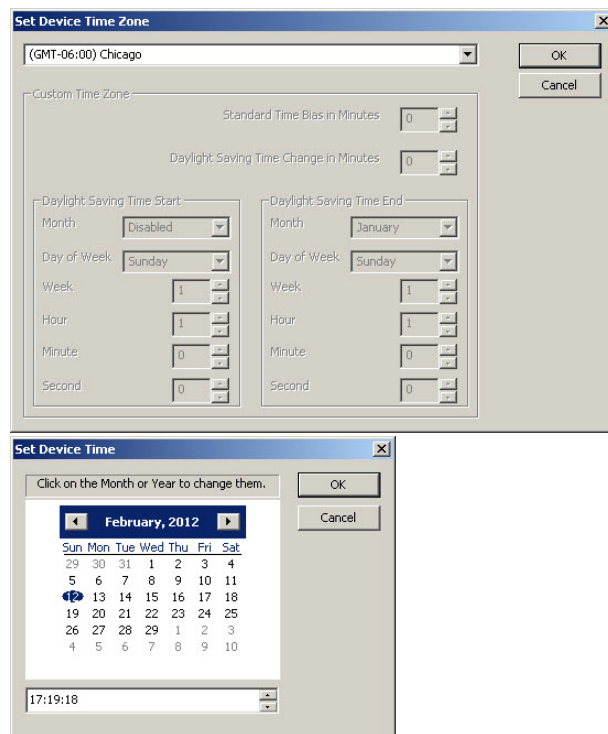 Set Device Time Zone
(GMT-06:00) Chicago
OK
Cancel
Custom Time Zone
Standard Time Bias in Minutes 0
Daylight Saving Time Change in Minutes 0
Daylight Saving Time Start
Month Disabled
Day of Week Sunday
Week 1
Hour 1
Minute 0
Second 0
Daylight Saving Time End
Month January
Day of Week Sunday
Week 1
Hour 1
Minute 0
Second 0
Set Device Time
Click on the Month or Year to change them.
OK
Cancel
February, 2012
Sun Mon Tue Wed Thu Fri Sat
29 30 31 1 2 3 4
5 6 7 8 9 10 11
12 13 14 15 16 17 18
19 20 21 22 23 24 25
26 27 28 29 1 2 3
4 5 6 7 8 9 10
17:19:18